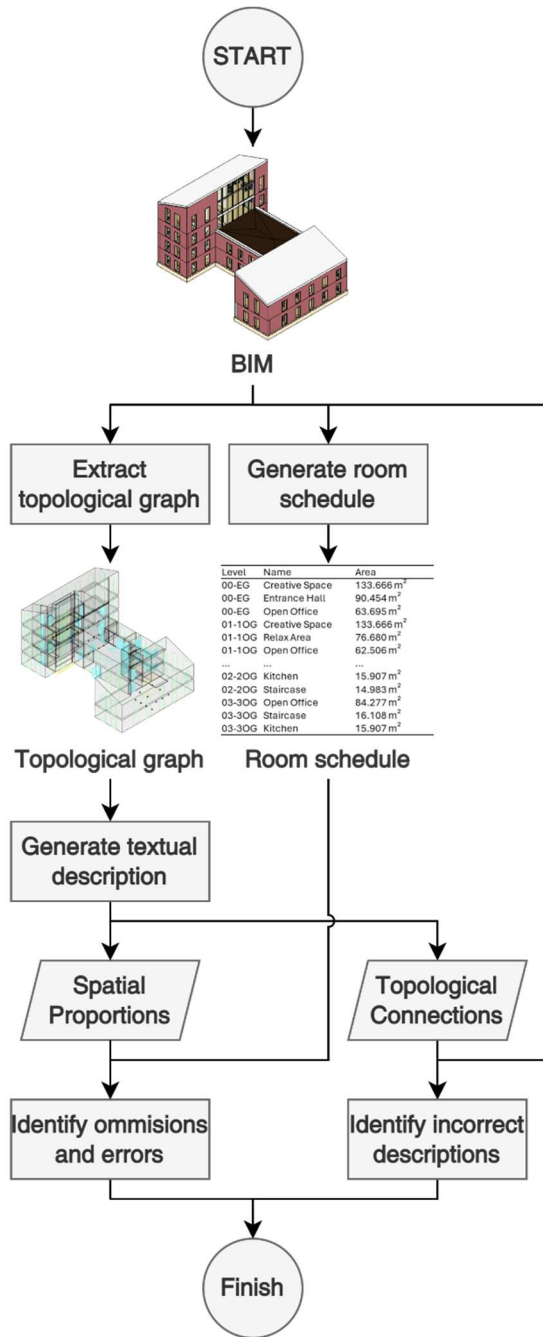 START
BIM
Extract
topological graph
Generate room
schedule
Level Name Area
00-EG Creative Space 133.666 m²
00-EG Entrance Hall 90.454 m²
00-EG Open Office 63.695 m²
01-1OG Creative Space 133.666 m²
01-1OG Relax Area 76.680 m²
01-1OG Open Office 62.506 m²
... ... ...
02-2OG Kitchen 15.907 m²
02-2OG Staircase 14.983 m²
03-3OG Open Office 84.277 m²
03-3OG Staircase 16.108 m²
03-3OG Kitchen 15.907 m²
Topological graph
Room schedule
Generate textual
description
Spatial
Proportions
Topological
Connections
Identify ommisions
and errors
Identify incorrect
descriptions
Finish